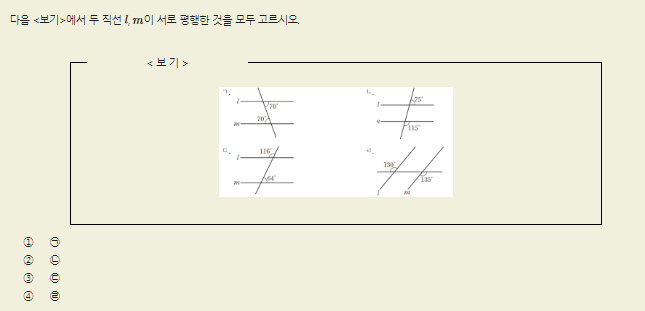 다음 <보기>에서 두 직선 l, m이 서로 평행한 것을 모두 고르시오.
< 보 기 >
ㄱ. ㄴ.
l 70° l 75°
m 70° 115°
ㄷ. ㄹ.
l 116° 130°
m 64° 135°
l m
① ㉠
② ㉡
③ ㉢
④ ㉣